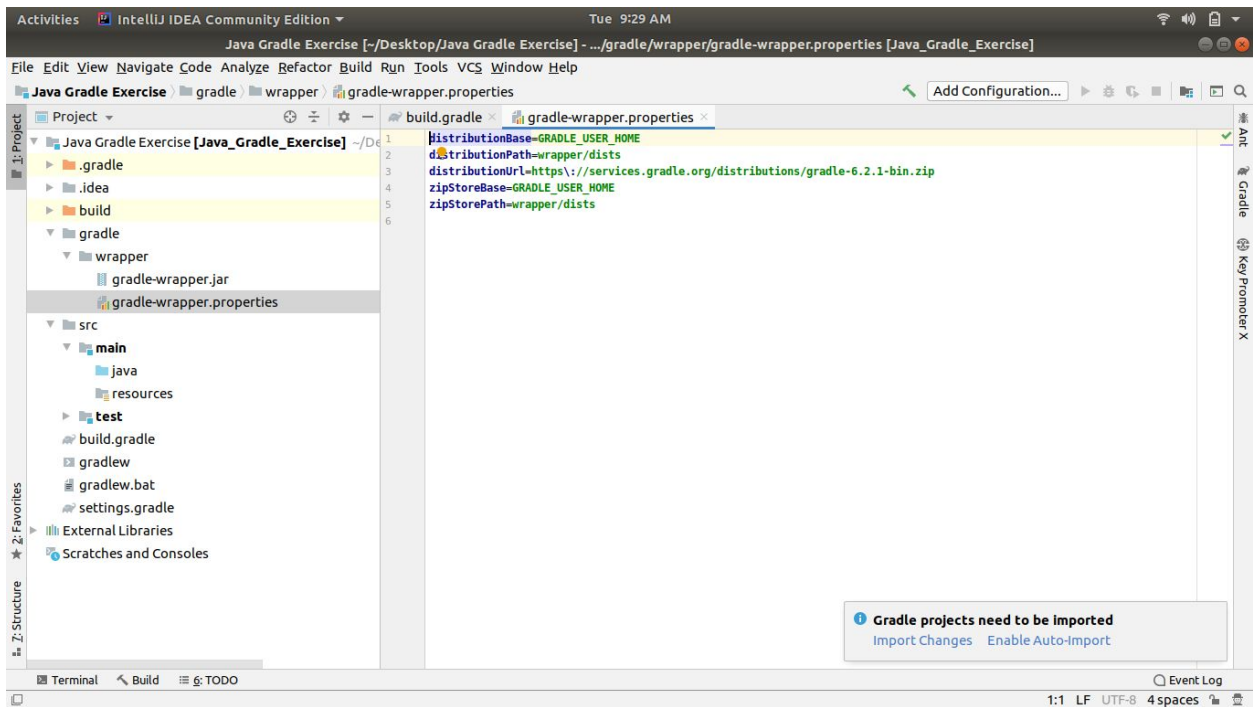 Activities IntelliJ IDEA Community Edition Tue 9:29 AM
Java Gradle Exercise [~/Desktop/Java Gradle Exercise] - .../gradle/wrapper/gradle-wrapper.properties [Java_Gradle_Exercise]
File Edit View Navigate Code Analyze Refactor Build Run Tools VCS Window Help
Java Gradle Exercise gradle wrapper gradle-wrapper.properties Add Configuration...
1: Project
2: Favorites
7: Structure
Project
Java Gradle Exercise [Java_Gradle_Exercise] ~/De
.gradle
.idea
build
gradle
wrapper
gradle-wrapper.jar
gradle-wrapper.properties
src
main
java
resources
test
build.gradle
gradlew
gradlew.bat
settings.gradle
External Libraries
Scratches and Consoles
build.gradle gradle-wrapper.properties
1 distributionBase=GRADLE_USER_HOME
2 distributionPath=wrapper/dists
3 distributionUrl=https\://services.gradle.org/distributions/gradle-6.2.1-bin.zip
4 zipStoreBase=GRADLE_USER_HOME
5 zipStorePath=wrapper/dists
6
Ant
Gradle
Key Promoter X
Gradle projects need to be imported
Import Changes Enable Auto-Import
Terminal Build 6: TODO Event Log
1:1 LF UTF-8 4 spaces